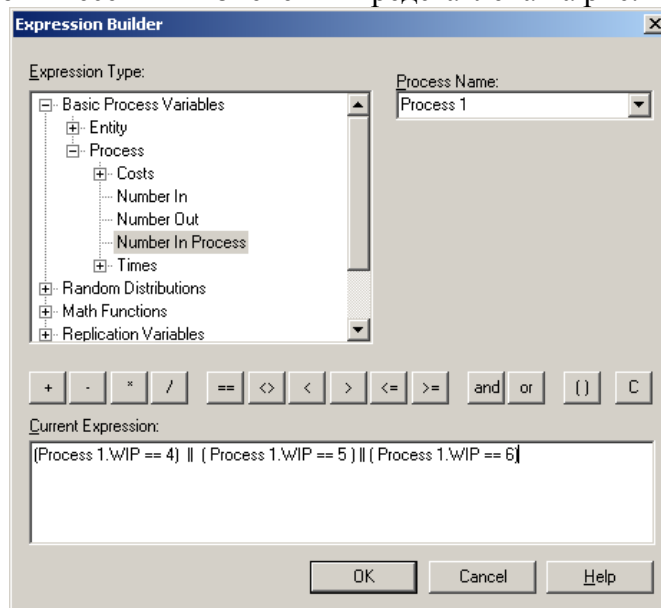 Expression Builder
Expression Type:
Process Name:
Process 1
Basic Process Variables
Entity
Process
Costs
Number In
Number Out
Number In Process
Times
Random Distributions
Math Functions
Replication Variables
+ - * / == <> < > <= >= and or () C
Current Expression:
(Process 1.WIP == 4) || ( Process 1.WIP == 5 ) || ( Process 1.WIP == 6)
OK Cancel Help